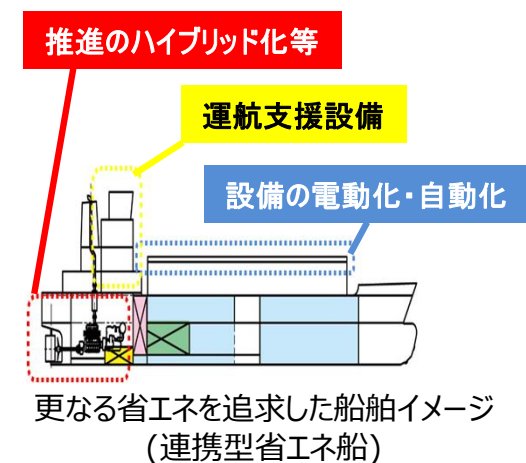 推進のハイブリッド化等
運航支援設備
設備の電動化・自動化
更なる省エネを追求した船舶イメージ
(連携型省エネ船)